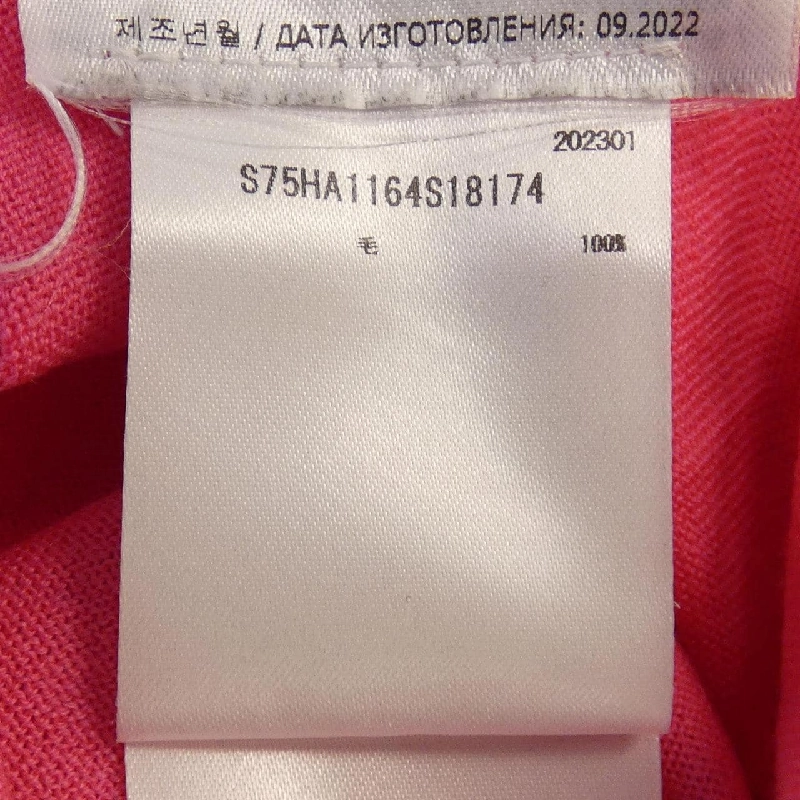 제조년월 / ДАТА ИЗГОТОВЛЕНИЯ: 09.2022
202301
S75HA1164S18174
毛 100%